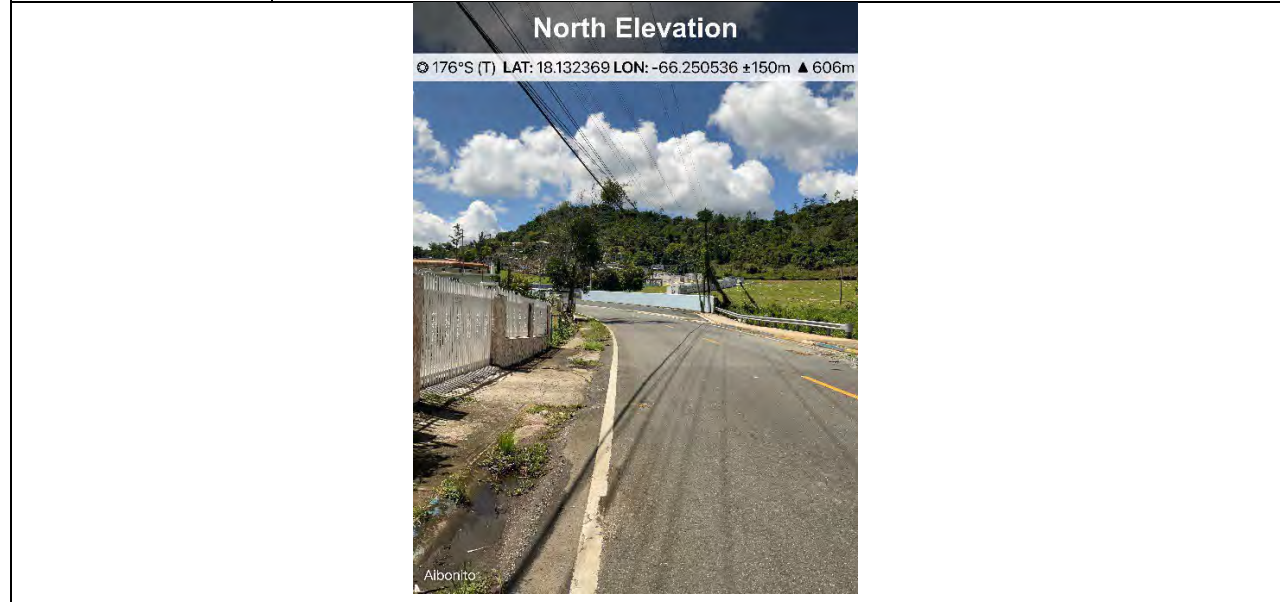 North Elevation
176°S (T) LAT: 18.132369 LON: -66.250536 ±150m ▲ 606m
Aibonito